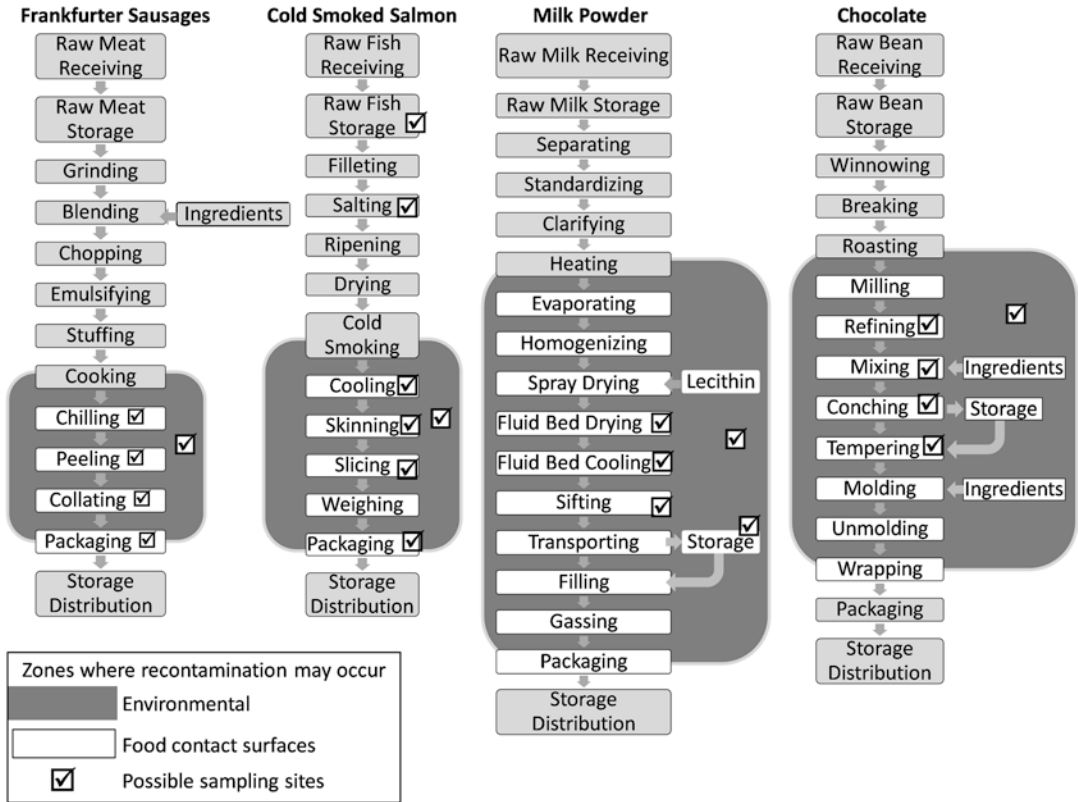 Frankfurter Sausages
Raw Meat
Receiving
Raw Meat
Storage
Grinding
Blending
Ingredients
Chopping
Emulsifying
Stuffing
Cooking
Chilling
Peeling
Collating
Packaging
Storage
Distribution
Cold Smoked Salmon
Raw Fish
Receiving
Raw Fish
Storage
Filleting
Salting
Ripening
Drying
Cold
Smoking
Cooling
Skinning
Slicing
Weighing
Packaging
Storage
Distribution
Milk Powder
Raw Milk Receiving
Raw Milk Storage
Separating
Standardizing
Clarifying
Heating
Evaporating
Homogenizing
Spray Drying
Lecithin
Fluid Bed Drying
Fluid Bed Cooling
Sifting
Transporting
Storage
Filling
Gassing
Packaging
Storage
Distribution
Chocolate
Raw Bean
Receiving
Raw Bean
Storage
Winnowing
Breaking
Roasting
Milling
Refining
Mixing
Ingredients
Conching
Storage
Tempering
Molding
Ingredients
Unmolding
Wrapping
Packaging
Storage
Distribution
Zones where recontamination may occur
Environmental
Food contact surfaces
Possible sampling sites